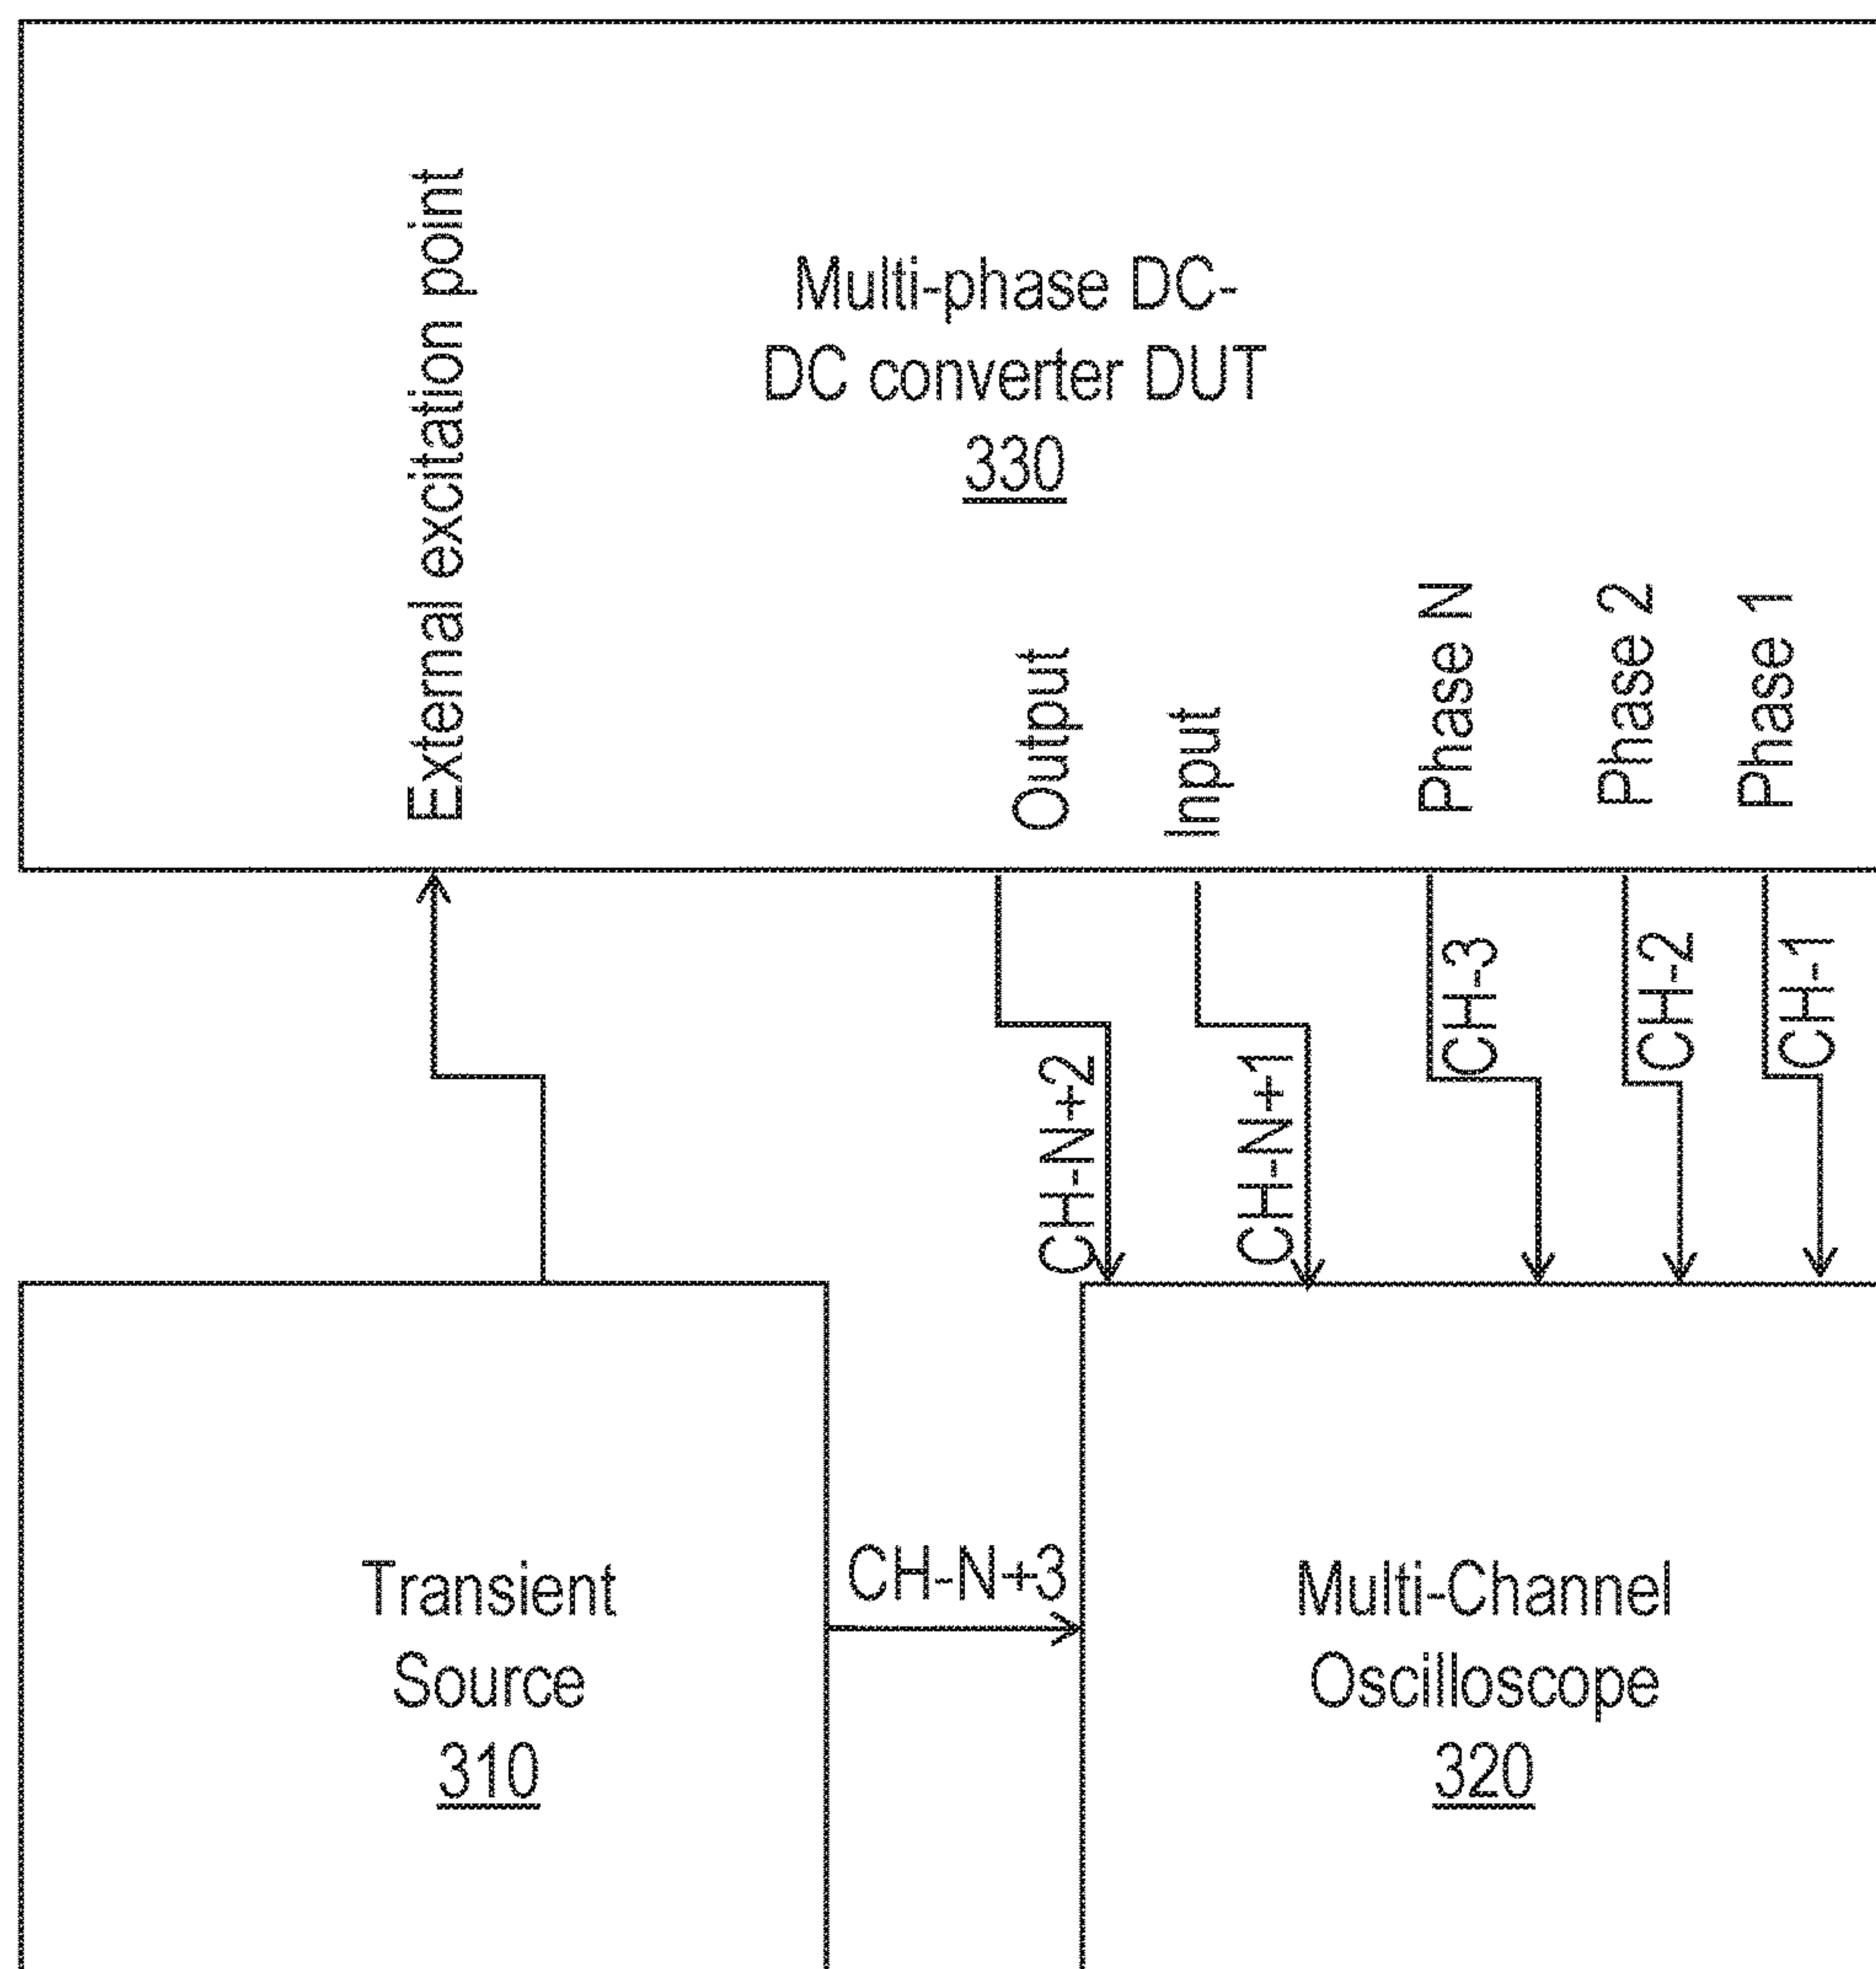 External excitation point
Multi-phase DC-
DC converter DUT
330
Output
Input
Phase N
Phase 2
Phase 1
CH-N+2
CH-N+1
CH-3
CH-2
CH-1
Transient
Source
310
CH-N+3
Multi-Channel
Oscilloscope
320